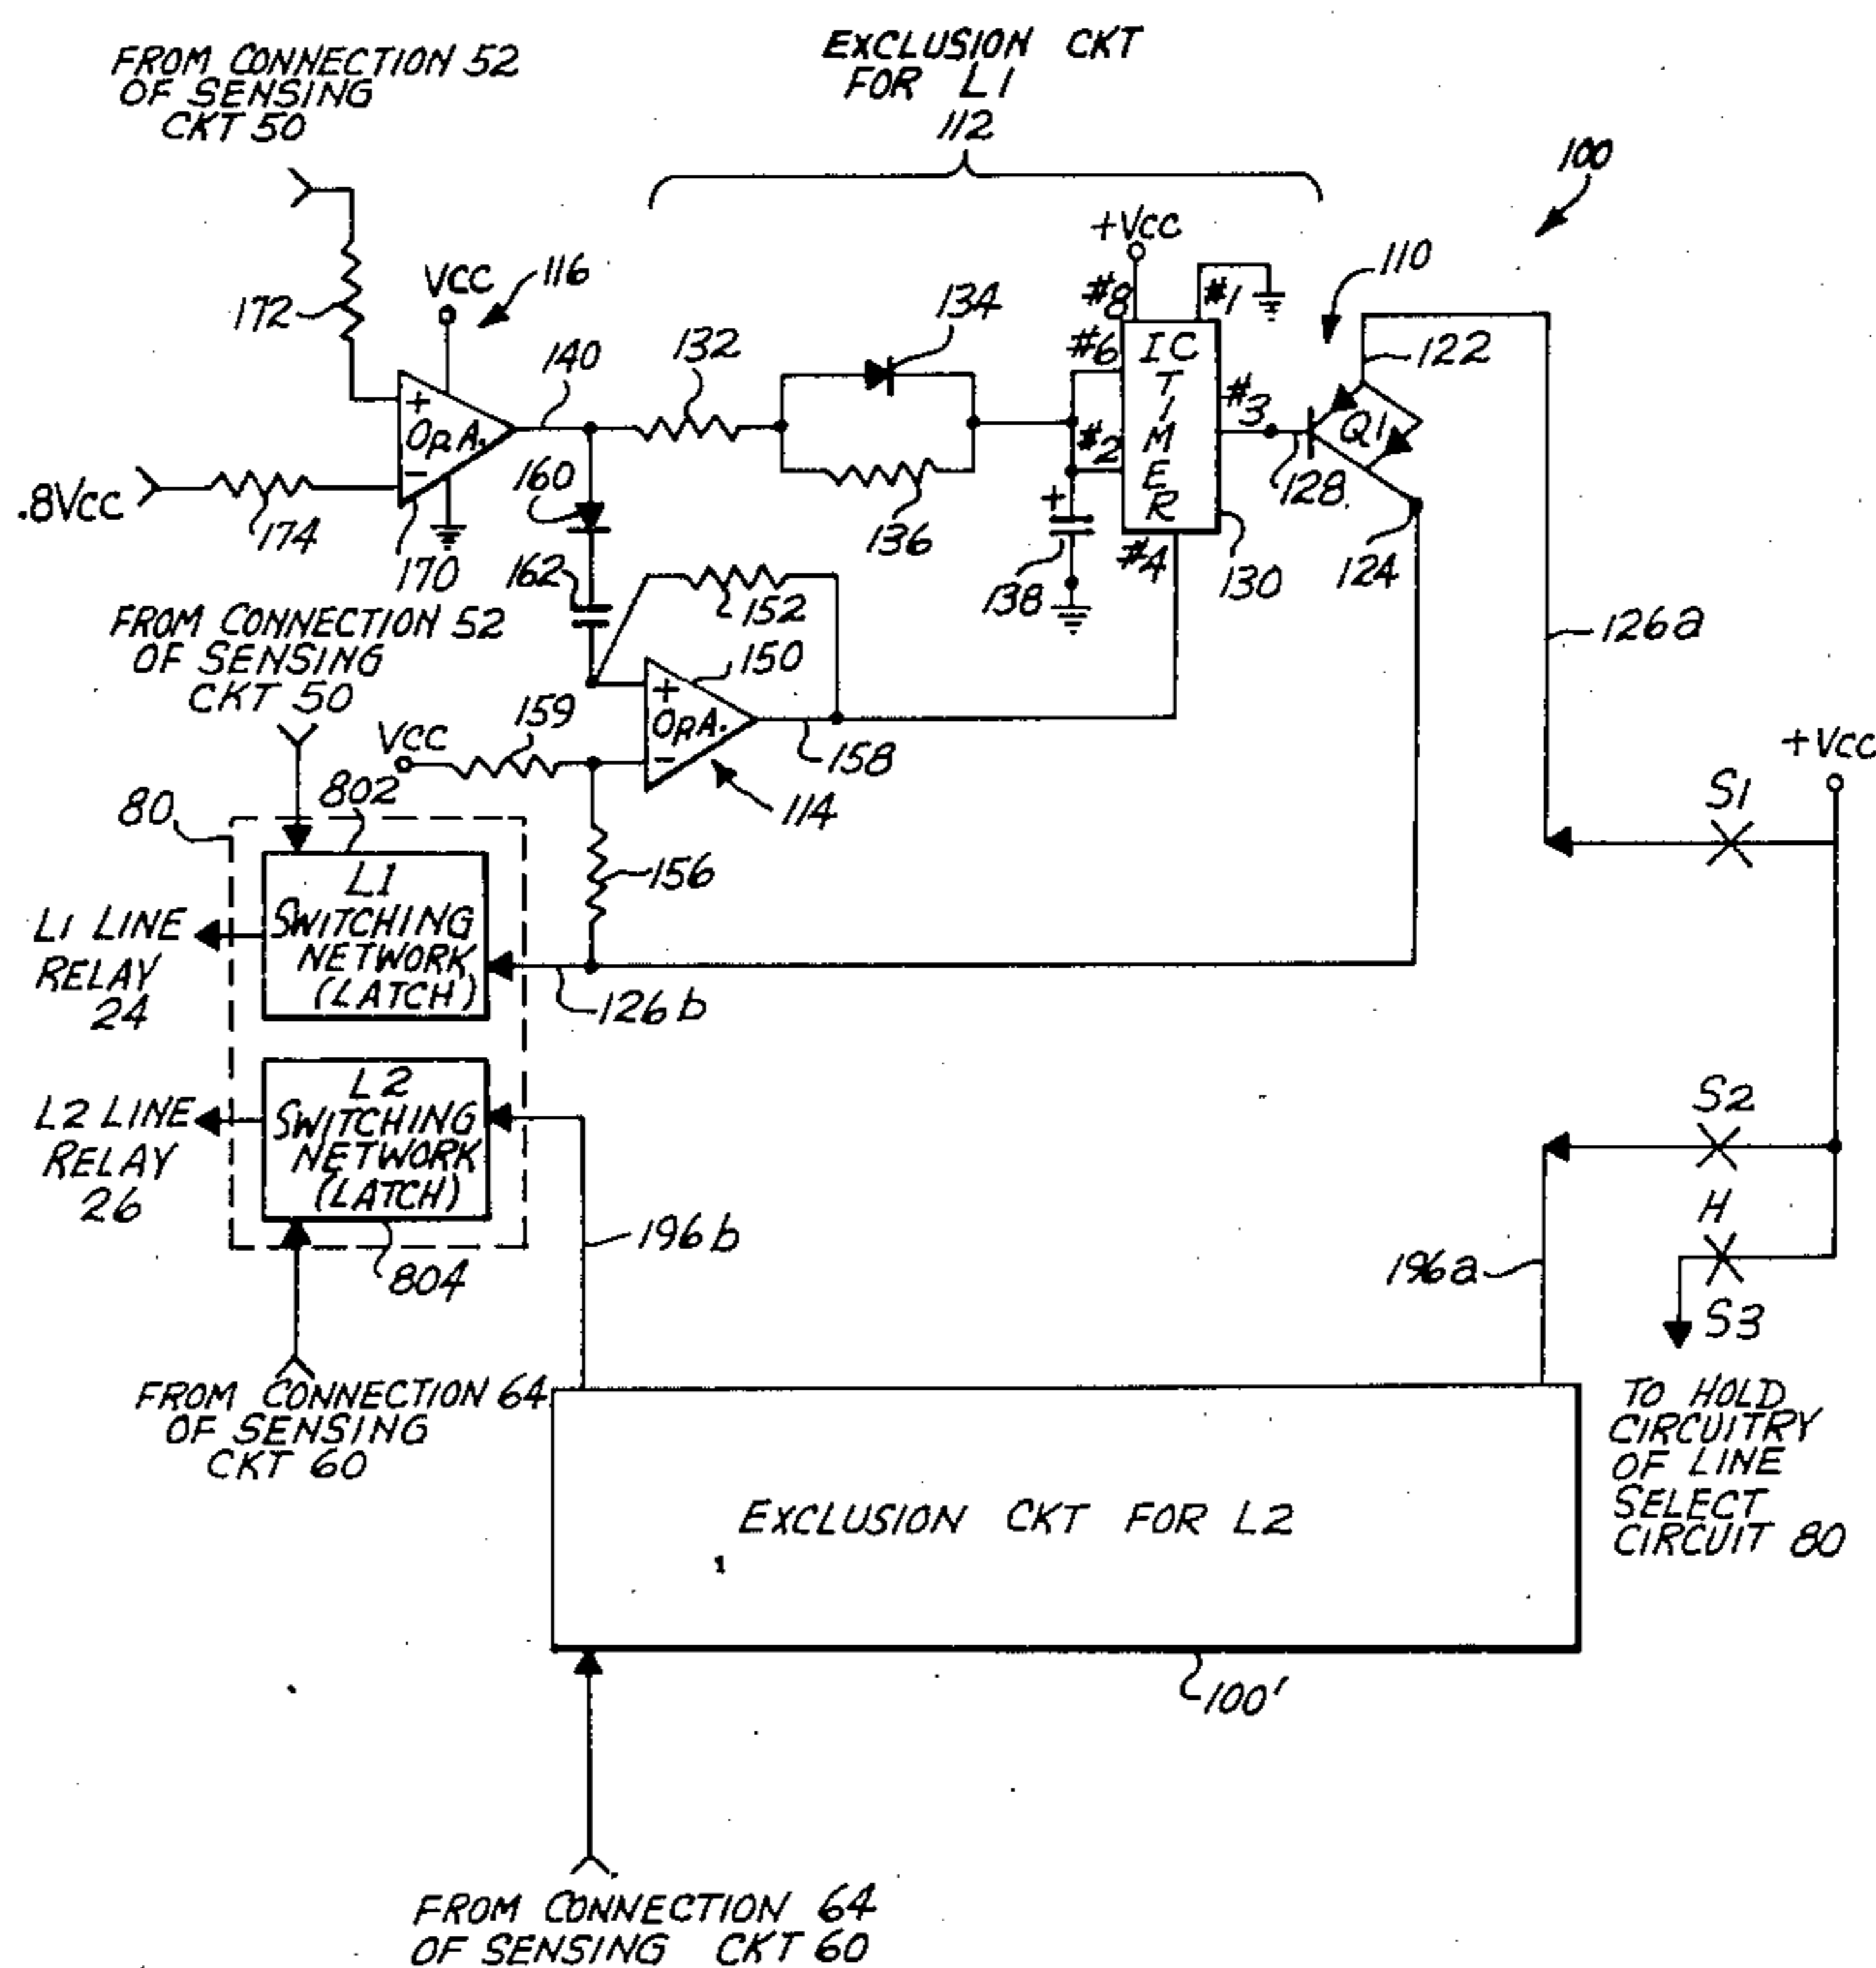 FROM CONNECTION 52
OF SENSING
CKT 50
EXCLUSION CKT
FOR L1
112
100
+VCC
110
VCC
116
134
#8
#1
172
132
#6
IC
TIMER
122
140
#3
Q1
+
OpA.
-
#2
128
.8VCC
160
+
174
170
136
#4
124
162
138
130
152
126a
FROM CONNECTION 52
OF SENSING
CKT 50
150
+
OpA.
-
159
VCC
158
+VCC
802
80
114
S1
L1
SWITCHING
NETWORK
(LATCH)
156
L1 LINE
RELAY
24
126b
L2
SWITCHING
NETWORK
(LATCH)
S2
L2 LINE
RELAY
26
H
196b
196a
804
S3
FROM CONNECTION 64
OF SENSING
CKT 60
TO HOLD
CIRCUITRY
OF LINE
SELECT
CIRCUIT 80
EXCLUSION CKT FOR L2
100'
FROM CONNECTION 64
OF SENSING CKT 60